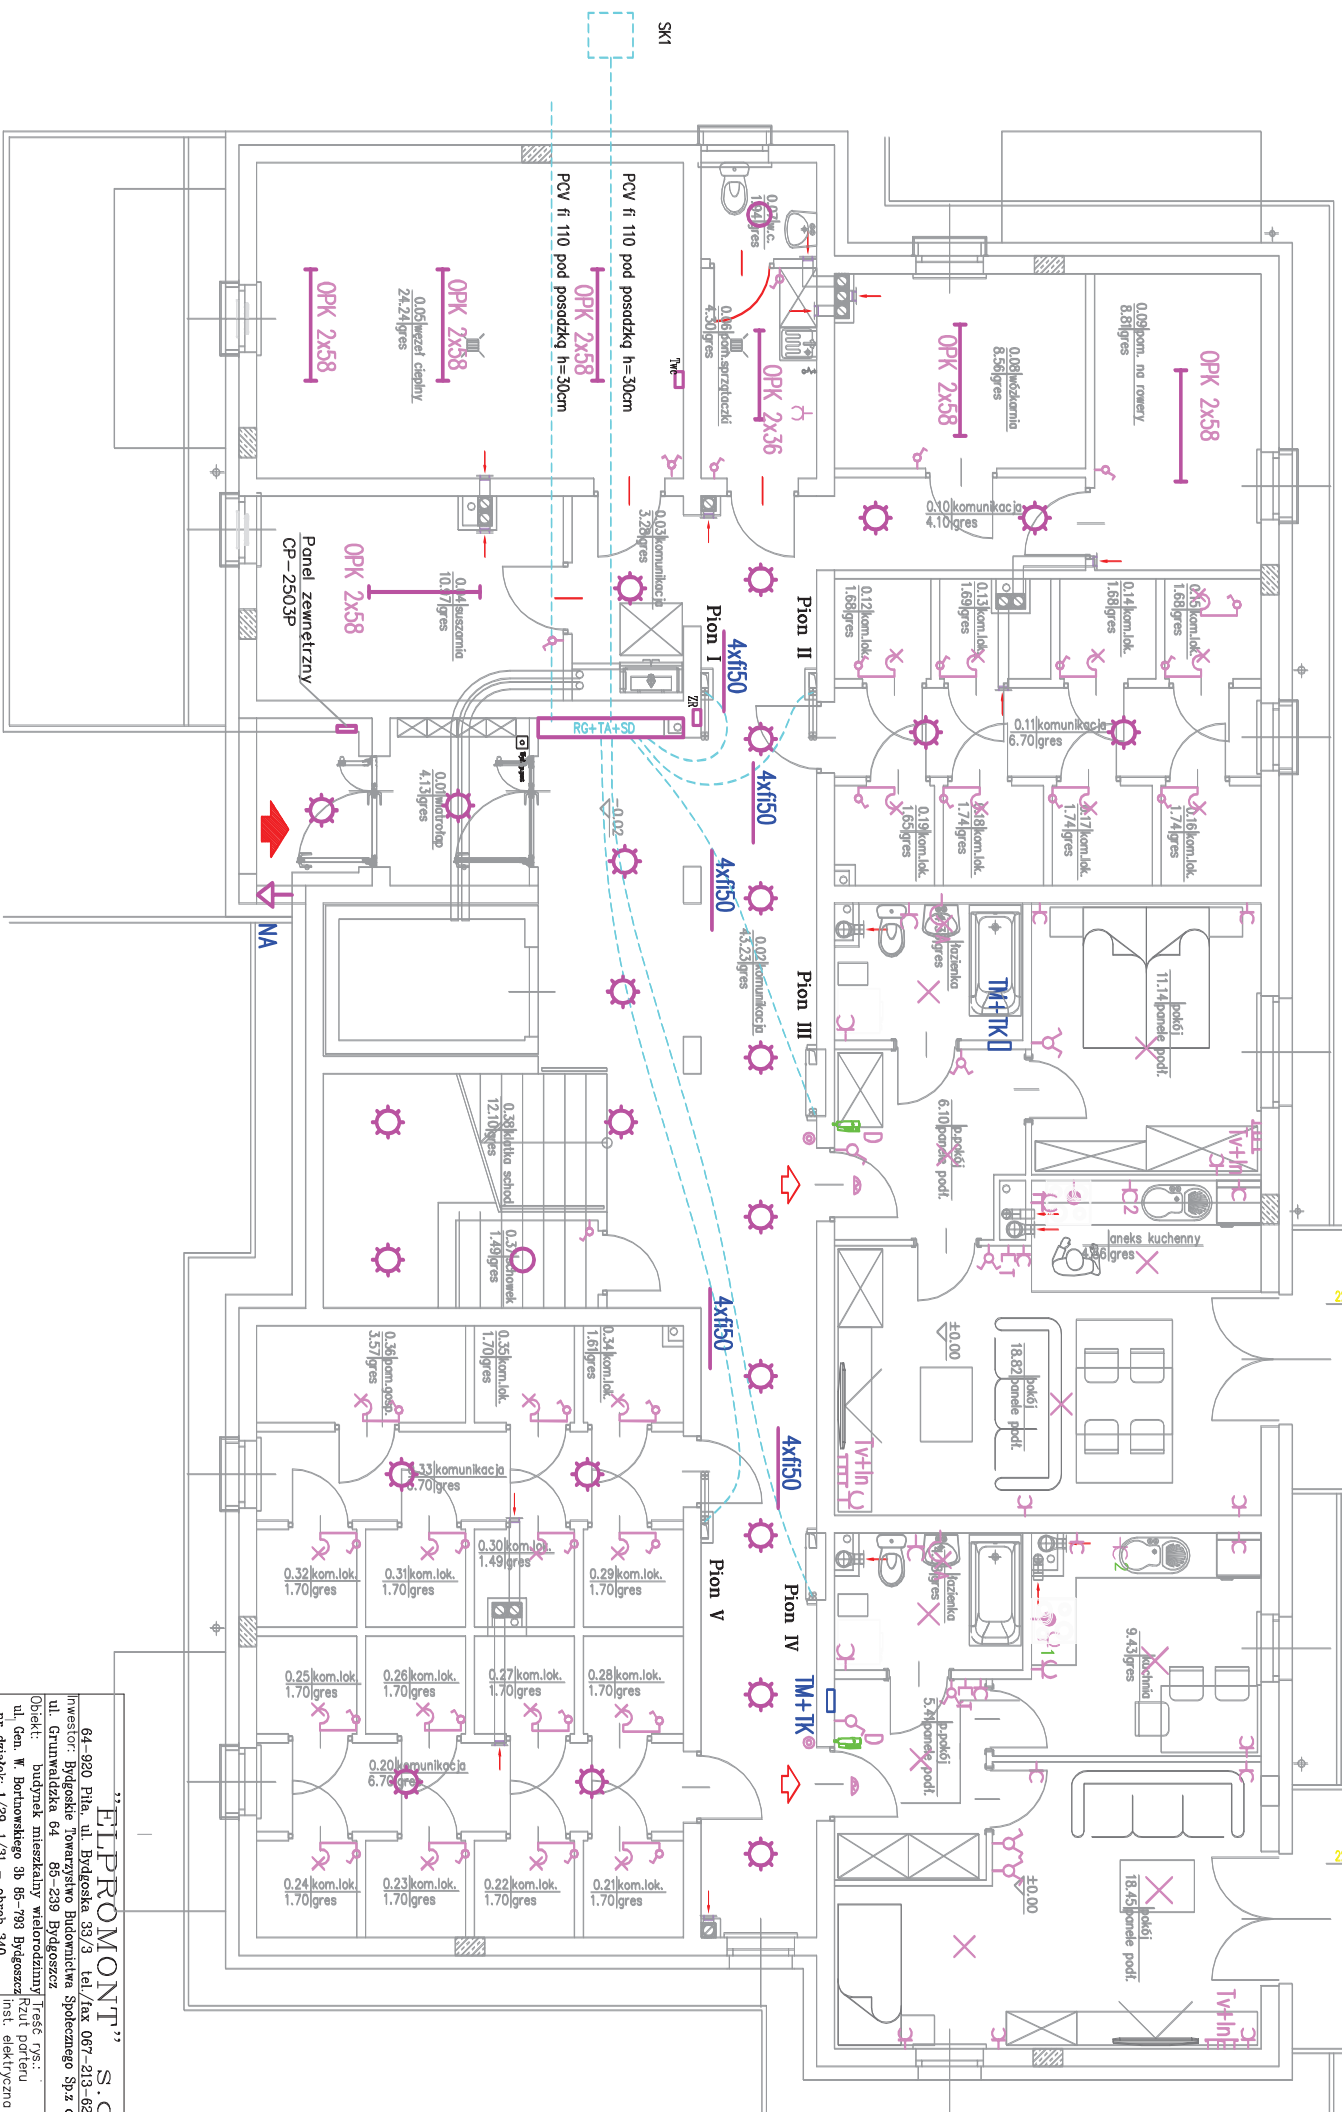 SK1
PCV fi 110 pod posadzką h=30cm
PCV fi 110 pod posadzką h=30cm
0.07 w.c.
1.94 gres
OPK 2x58
OPK 2x58
OPK 2x58
0.05 węzeł cieplny
24.24 gres
0.06 pom.sprzątaczki
4.30 gres
OPK 2x36
Twc
OPK 2x58
0.08 wózkarnia
8.56 gres
0.09 pom. na rowery
8.81 gres
OPK 2x58
0.10 komunikacja
4.10 gres
0.03 komunikacja
3.28 gres
OPK 2x58
0.04 suszarnia
10.97 gres
Panel zewnętrzny
CP-2503P
Pion I
Pion II
4xfi50
ZR
RG+TA+SD
0.12 kom.lok.
1.68 gres
0.13 kom.lok.
1.69 gres
0.14 kom.lok.
1.68 gres
0.15 kom.lok.
1.68 gres
0.11 komunikacja
6.70 gres
0.19 kom.lok.
1.65 gres
0.18 kom.lok.
1.74 gres
0.17 kom.lok.
1.74 gres
0.16 kom.lok.
1.74 gres
0.01 wiatrołap
4.13 gres
-0.02
4xfi50
4xfi50
NA
0.02 komunikacja
43.23 gres
Pion III
łazienka
gres
TM+TK
pokój
11.14 panele podł.
p.pokój
6.10 panele podł.
D
Tv+In
2
aneks kuchenny
4.66 gres
0.38 klatka schod.
12.10 gres
0.37 schowek
1.49 gres
4xfi50
±0.00
pokój
18.82 panele podł.
Tv+In
0.36 pom.gosp.
3.57 gres
0.35 kom.lok.
1.70 gres
0.34 kom.lok.
1.61 gres
0.33 komunikacja
6.70 gres
4xfi50
0.32 kom.lok.
1.70 gres
0.31 kom.lok.
1.70 gres
0.30 kom.lok.
1.49 gres
0.29 kom.lok.
1.70 gres
Pion V
Pion IV
łazienka
gres
2
1
kuchnia
9.43 gres
0.25 kom.lok.
1.70 gres
0.26 kom.lok.
1.70 gres
0.27 kom.lok.
1.70 gres
0.28 kom.lok.
1.70 gres
TM+TK
D
p.pokój
5.41 panele podł.
0.20 komunikacja
6.70 gres
0.24 kom.lok.
1.70 gres
0.23 kom.lok.
1.70 gres
0.22 kom.lok.
1.70 gres
0.21 kom.lok.
1.70 gres
±0.00
pokój
18.45 panele podł.
Tv+In
„ELPROMONT” s.c
64-920 Piła, ul. Bydgoska 33/3 tel./fax 067-213-62
Inwestor: Bydgoskie Towarzystwo Budownictwa Społecznego Sp.z o
ul. Grunwaldzka 64 85-239 Bydgoszcz
Obiekt: budynek mieszkalny wielorodzinny
ul. Gen. W. Bortnowskiego 3b 85-793 Bydgoszcz
nr działek: 1/29, 1/31 - obręb 340
Treść rys.:
Rzut parteru
inst. elektryczna